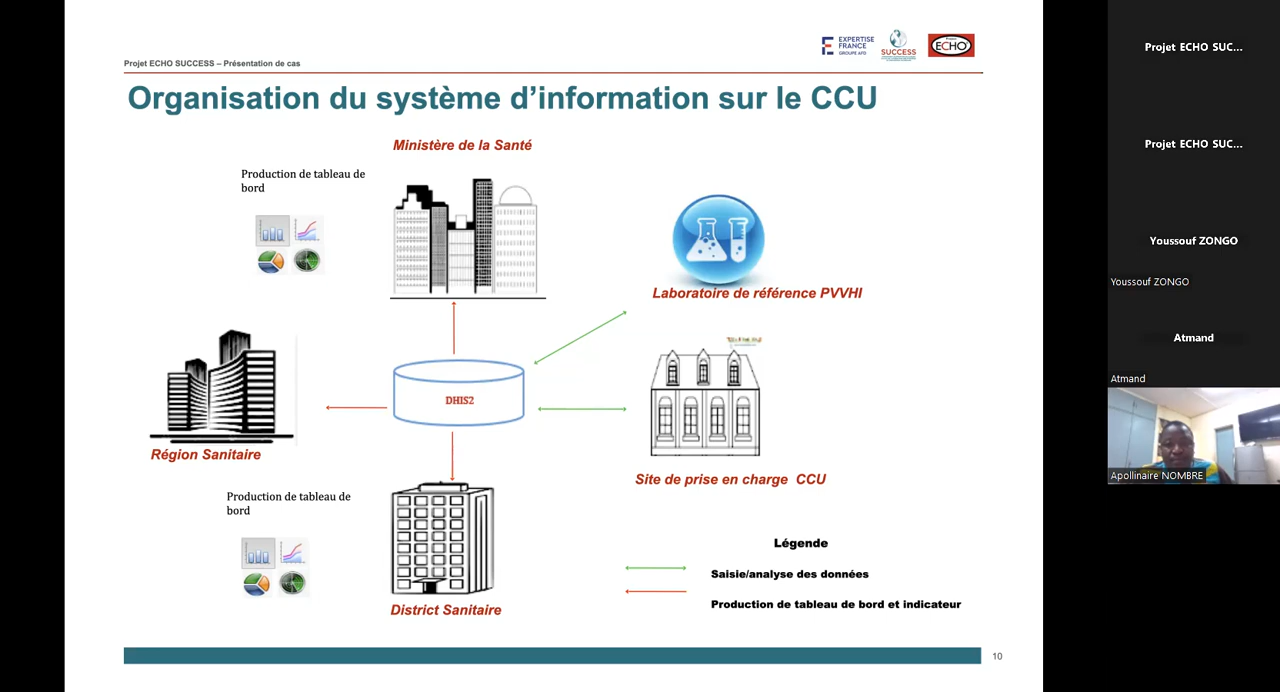 Projet ECHO SUCCESS – Présentation de cas
EXPERTISE
FRANCE
GROUPE AFD
SUCCESS
ECHO
Organisation du système d’information sur le CCU
Ministère de la Santé
Production de tableau de
bord
Laboratoire de référence PVVHI
DHIS2
Région Sanitaire
Site de prise en charge CCU
Production de tableau de
bord
District Sanitaire
Légende
Saisie/analyse des données
Production de tableau de bord et indicateur
10
Projet ECHO SUC...
Projet ECHO SUC...
Youssouf ZONGO
Youssouf ZONGO
Atmand
Atmand
Apollinaire NOMBRE